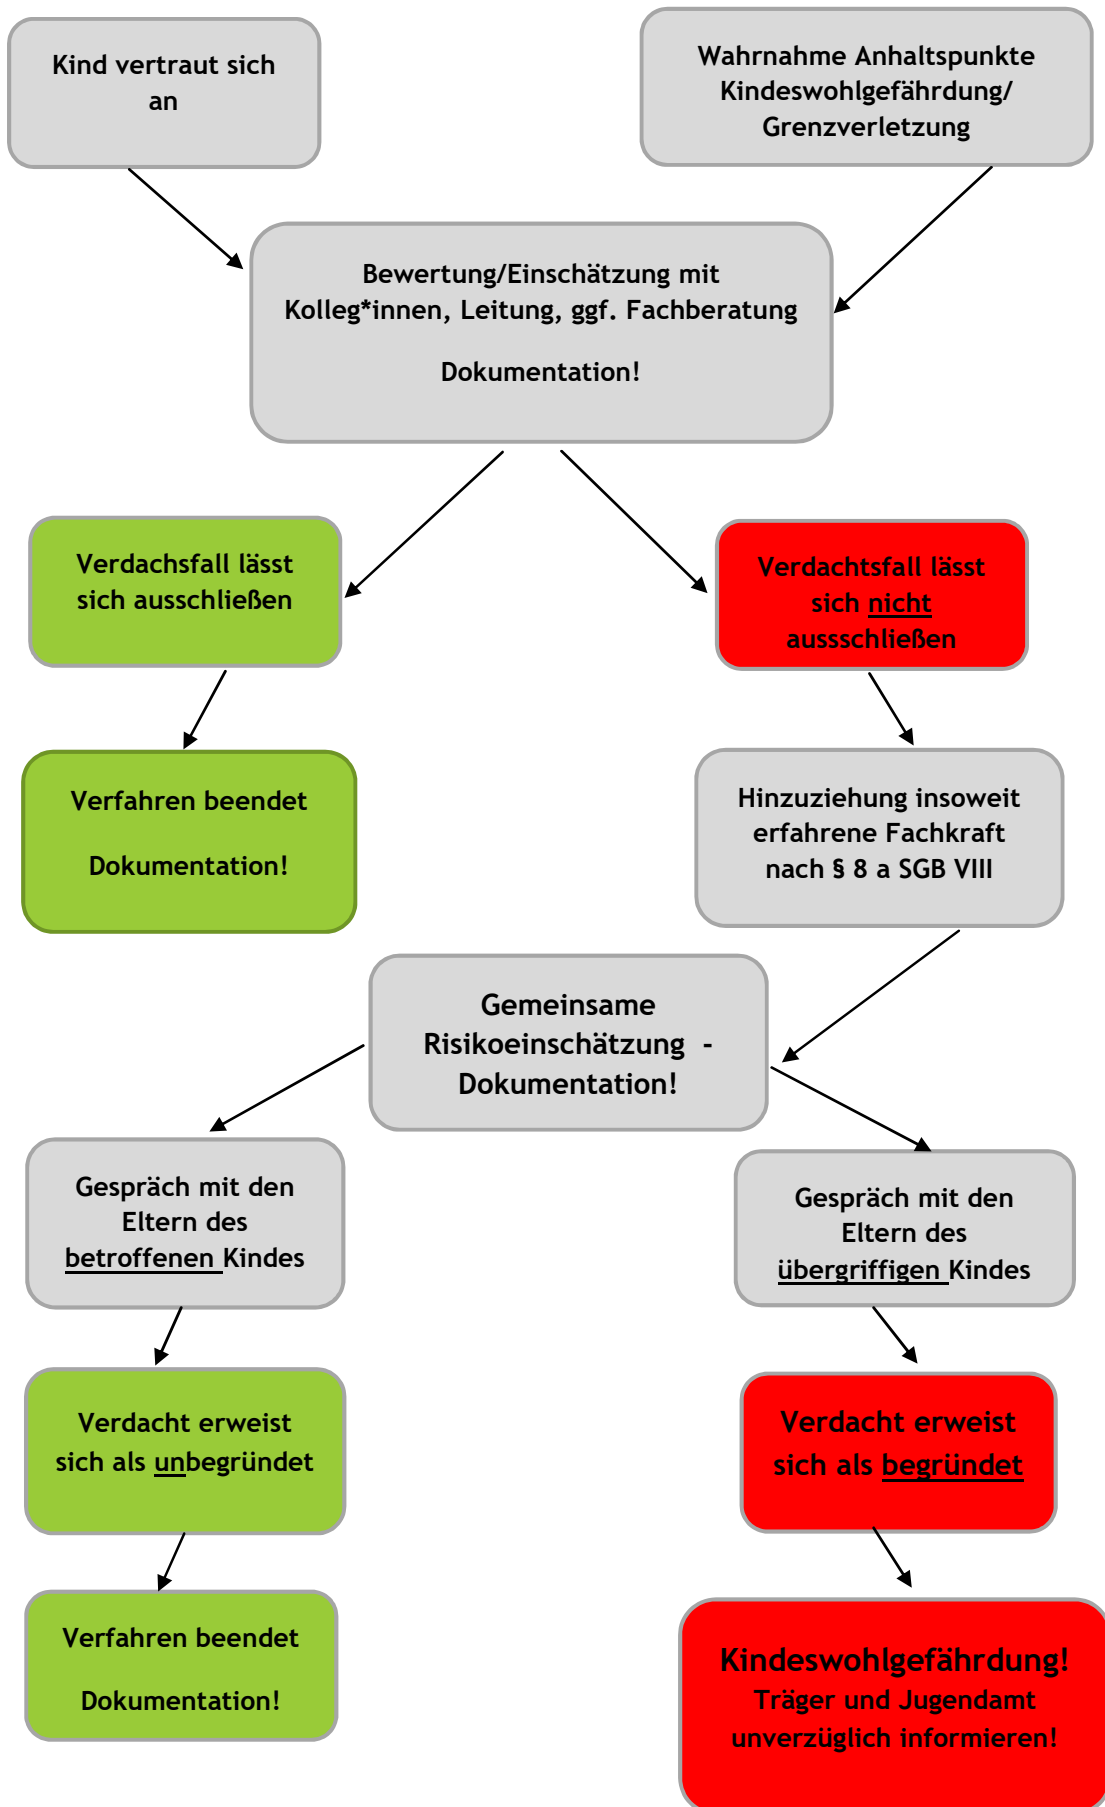 Kind vertraut sich
an
Wahrnahme Anhaltspunkte
Kindeswohlgefährdung/
Grenzverletzung
Bewertung/Einschätzung mit
Kolleg*innen, Leitung, ggf. Fachberatung
Dokumentation!
Verdachsfall lässt
sich ausschließen
Verdachtsfall lässt
sich nicht
aussschließen
Verfahren beendet
Dokumentation!
Hinzuziehung insoweit
erfahrene Fachkraft
nach § 8 a SGB VIII
Gemeinsame
Risikoeinschätzung -
Dokumentation!
Gespräch mit den
Eltern des
betroffenen Kindes
Gespräch mit den
Eltern des
übergriffigen Kindes
Verdacht erweist
sich als unbegründet
Verdacht erweist
sich als begründet
Verfahren beendet
Dokumentation!
Kindeswohlgefährdung!
Träger und Jugendamt
unverzüglich informieren!